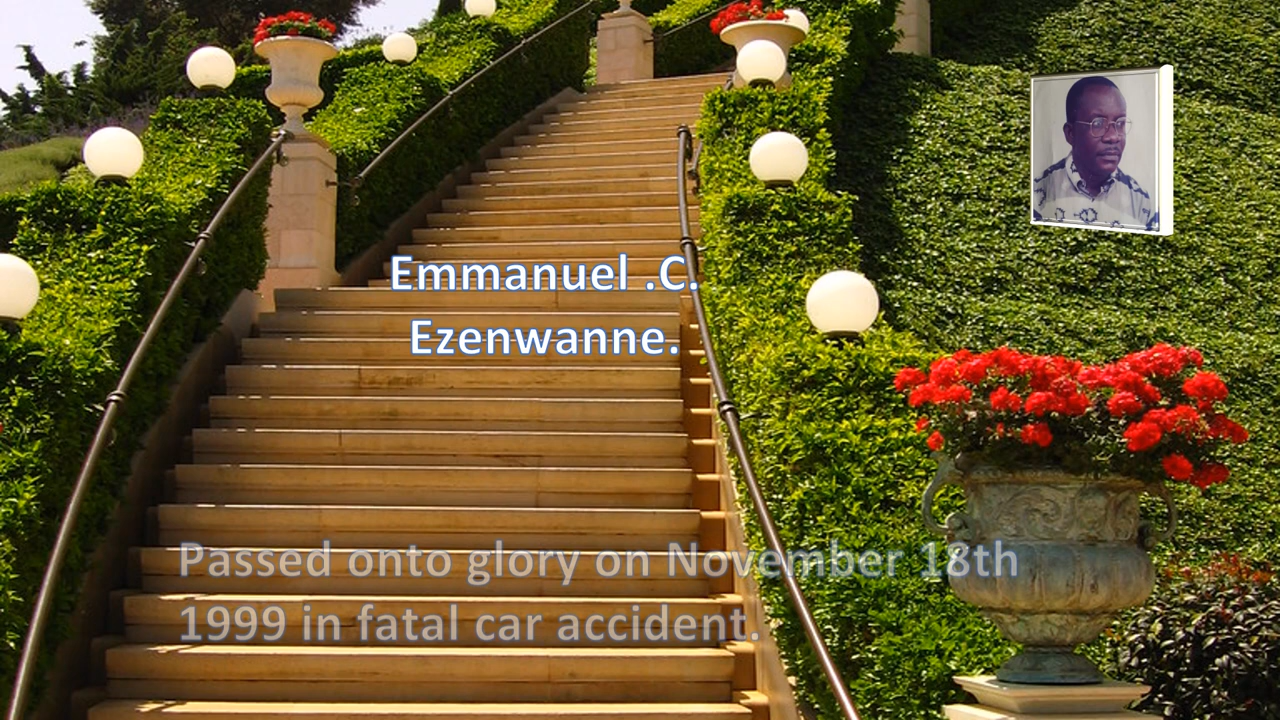 Emmanuel .C.
Ezenwanne.
Passed onto glory on November 18th
1999 in fatal car accident.